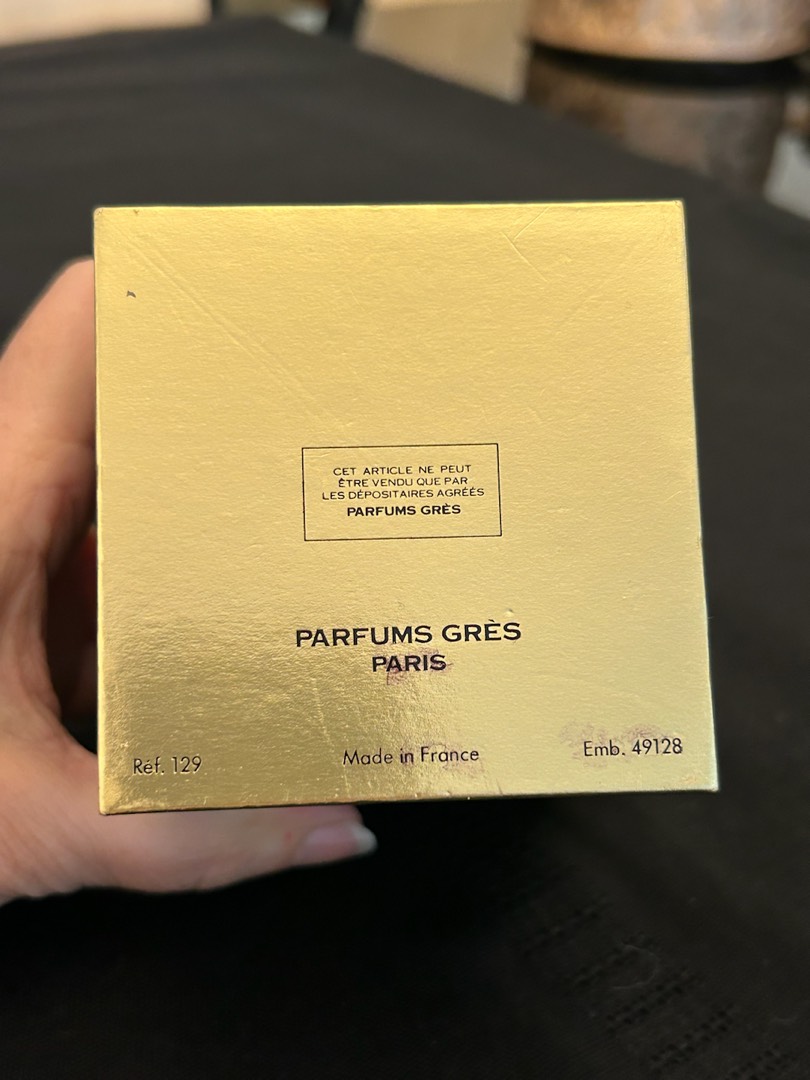 CET ARTICLE NE PEUT
ÊTRE VENDU QUE PAR
LES DÉPOSITAIRES AGRÉÉS
PARFUMS GRÈS
PARFUMS GRÈS
PARIS
Réf. 129
Made in France
Emb. 49128